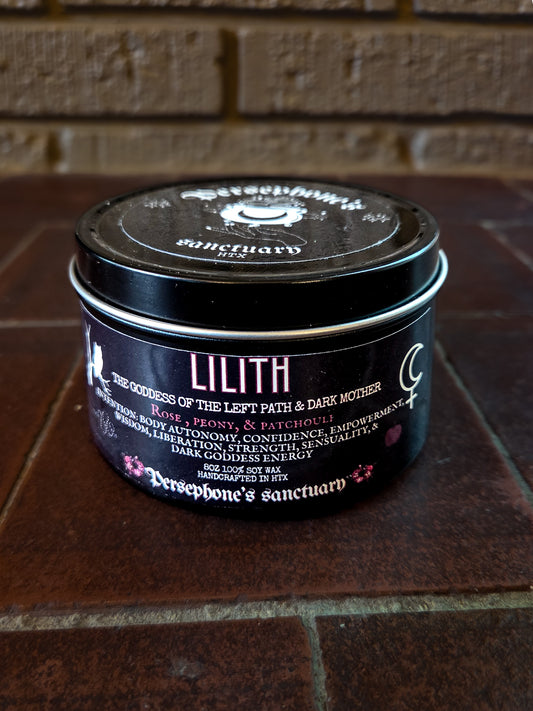 Persephone's
sanctuary
HTX
LILITH
THE GODDESS OF THE LEFT PATH & DARK MOTHER
ROSE, PEONY, & PATCHOULI
INTENTION: BODY AUTONOMY, CONFIDENCE, EMPOWERMENT,
WISDOM, LIBERATION, STRENGTH, SENSUALITY, &
DARK GODDESS ENERGY
8OZ 100% SOY WAX
HANDCRAFTED IN HTX
Persephone's sanctuary